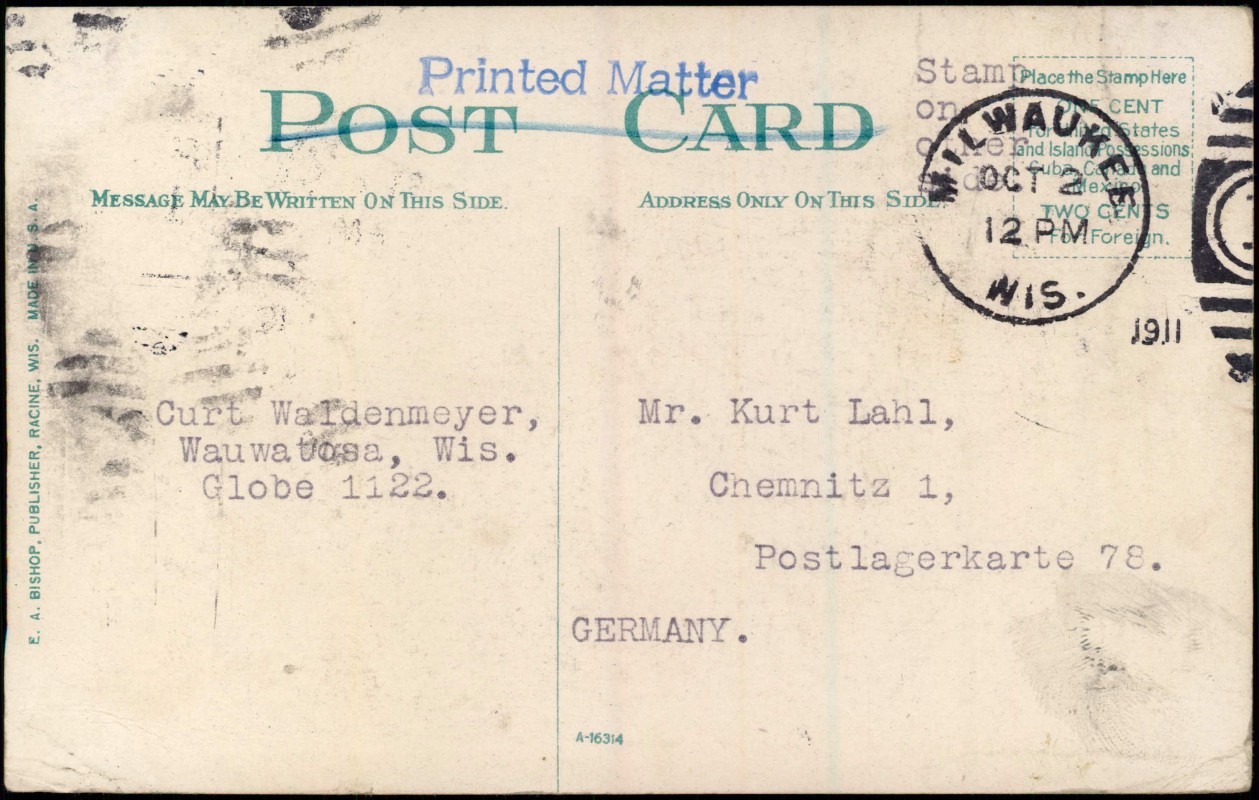 Printed Matter
POST CARD
MESSAGE MAY BE WRITTEN ON THIS SIDE.
ADDRESS ONLY ON THIS SIDE.
Stamp
on
other
Place the Stamp Here
ONE CENT
For United States
and Island Possessions,
Cuba, Canada and
Mexico
TWO CENTS
For Foreign.
MILWAUKEE
OCT 2
12 PM
WIS.
1911
E. A. BISHOP, PUBLISHER, RACINE, WIS. MADE IN U.S.A.
Curt Waldenmeyer,
Wauwatosa, Wis.
Globe 1122.
Mr. Kurt Lahl,
Chemnitz 1,
Postlagerkarte 78.
GERMANY.
A-16314